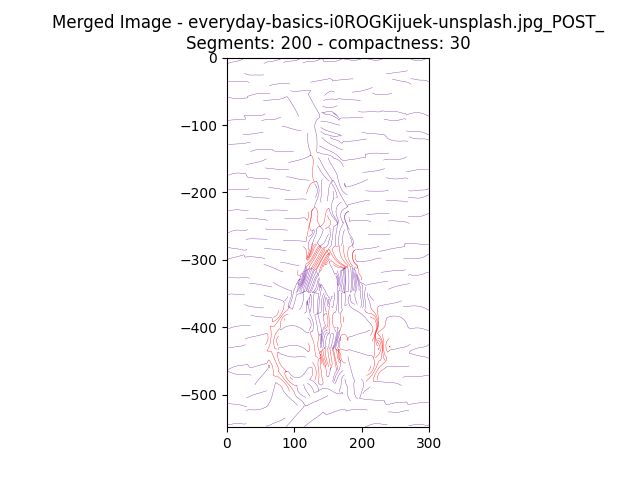 Merged Image - everyday-basics-i0ROGKijuek-unsplash.jpg_POST_
Segments: 200 - compactness: 30
0
−100
−200
−300
−400
−500
0 100 200 300